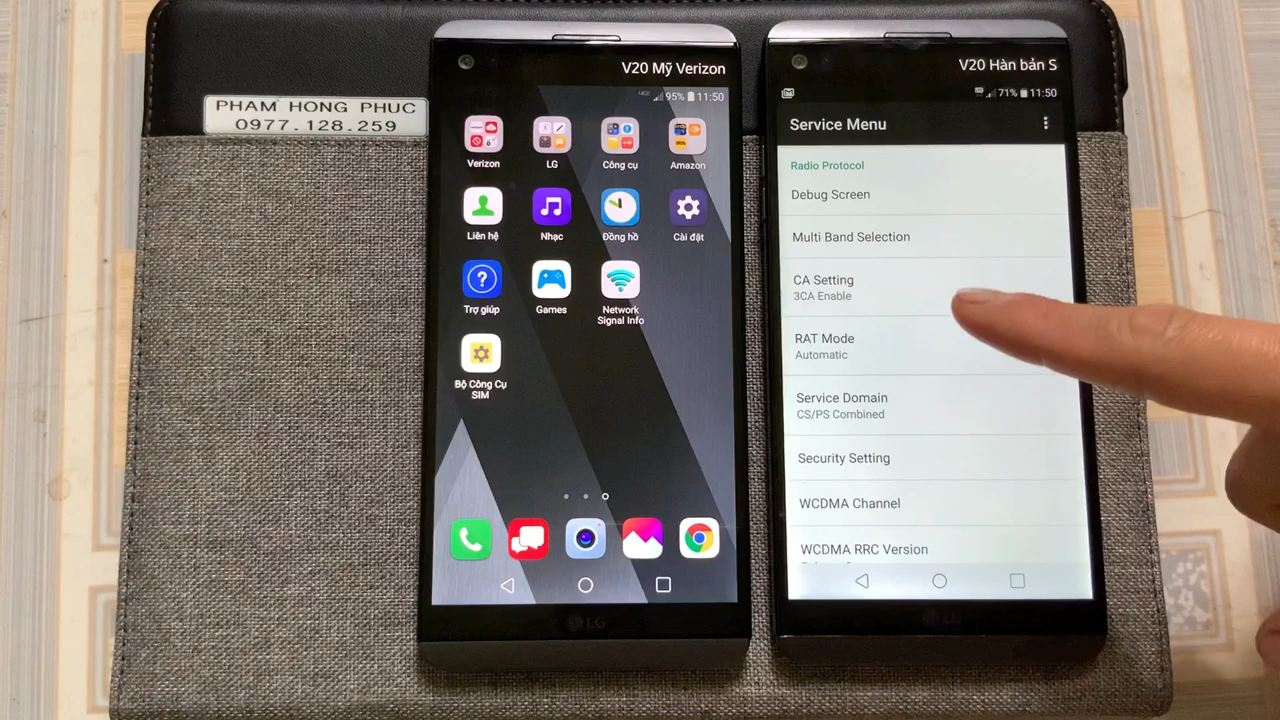 PHAM HONG PHUC
0977.128.259
V20 Mỹ Verizon
95% 11:50
Verizon
LG
Công cụ
Amazon
Liên hệ
Nhạc
Đồng hồ
Cài đặt
?
Trợ giúp
Games
Network
Signal Info
Bộ Công Cụ
SIM
LG
V20 Hàn bản S
71% 11:50
Service Menu
Radio Protocol
Debug Screen
Multi Band Selection
CA Setting
3CA Enable
RAT Mode
Automatic
Service Domain
CS/PS Combined
Security Setting
WCDMA Channel
WCDMA RRC Version
LG